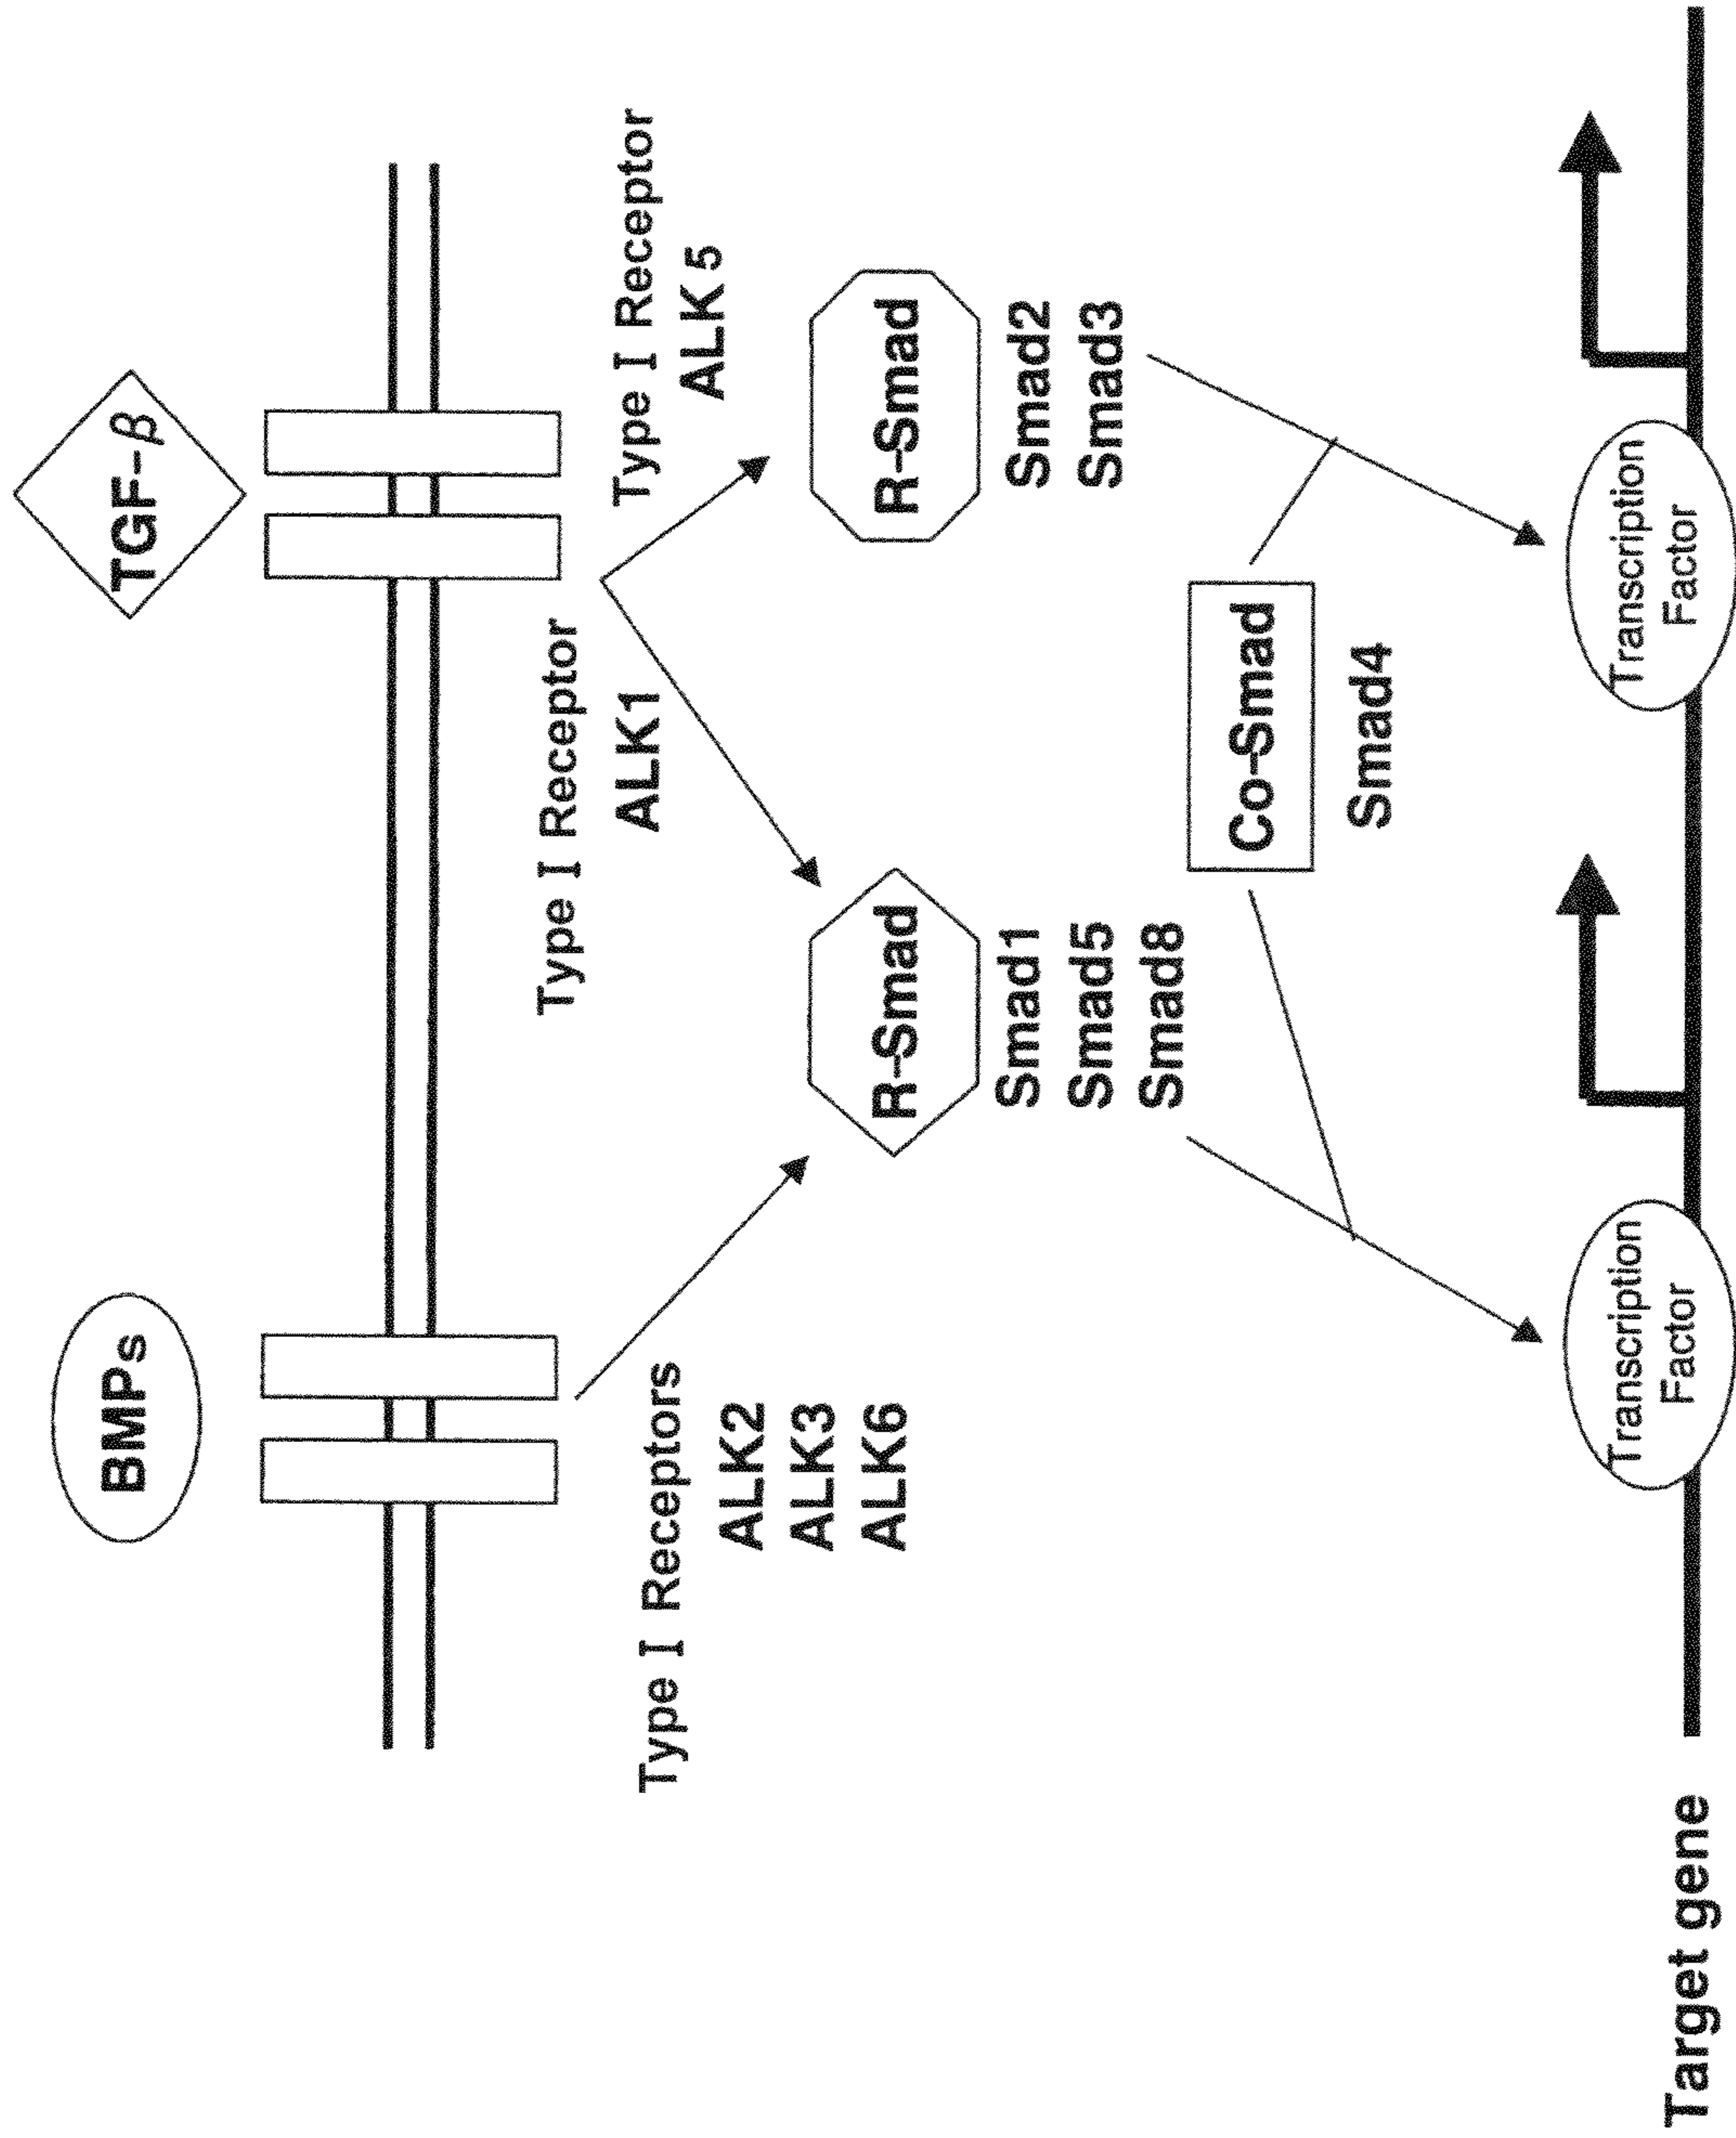 BMPs
TGF-β
Type I Receptors
ALK2
ALK3
ALK6
Type I Receptor
ALK1
Type I Receptor
ALK 5
R-Smad
Smad1
Smad5
Smad8
R-Smad
Smad2
Smad3
Co-Smad
Smad4
Transcription
Factor
Transcription
Factor
Target gene